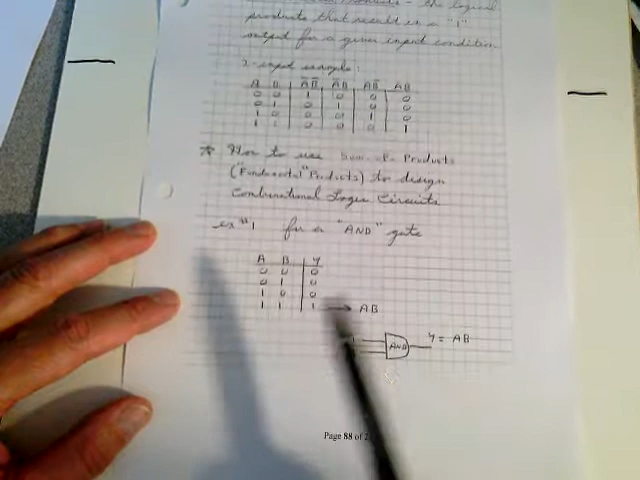 Products - the logical
products that result in a "1"
output for a given input condition
2-input example:
A B A̅B̅ A̅B AB̅ AB
0 0 1 0 0 0
0 1 0 1 0 0
1 0 0 0 1 0
1 1 0 0 0 1
* How to use Sum-of-Products
("Fundamental" Products) to design
Combinational Logic Circuits
ex #1 for a "AND" gate
A B Y
0 0 0
0 1 0
1 0 0
1 1 1 → AB
AND Y = AB
Page 88 of